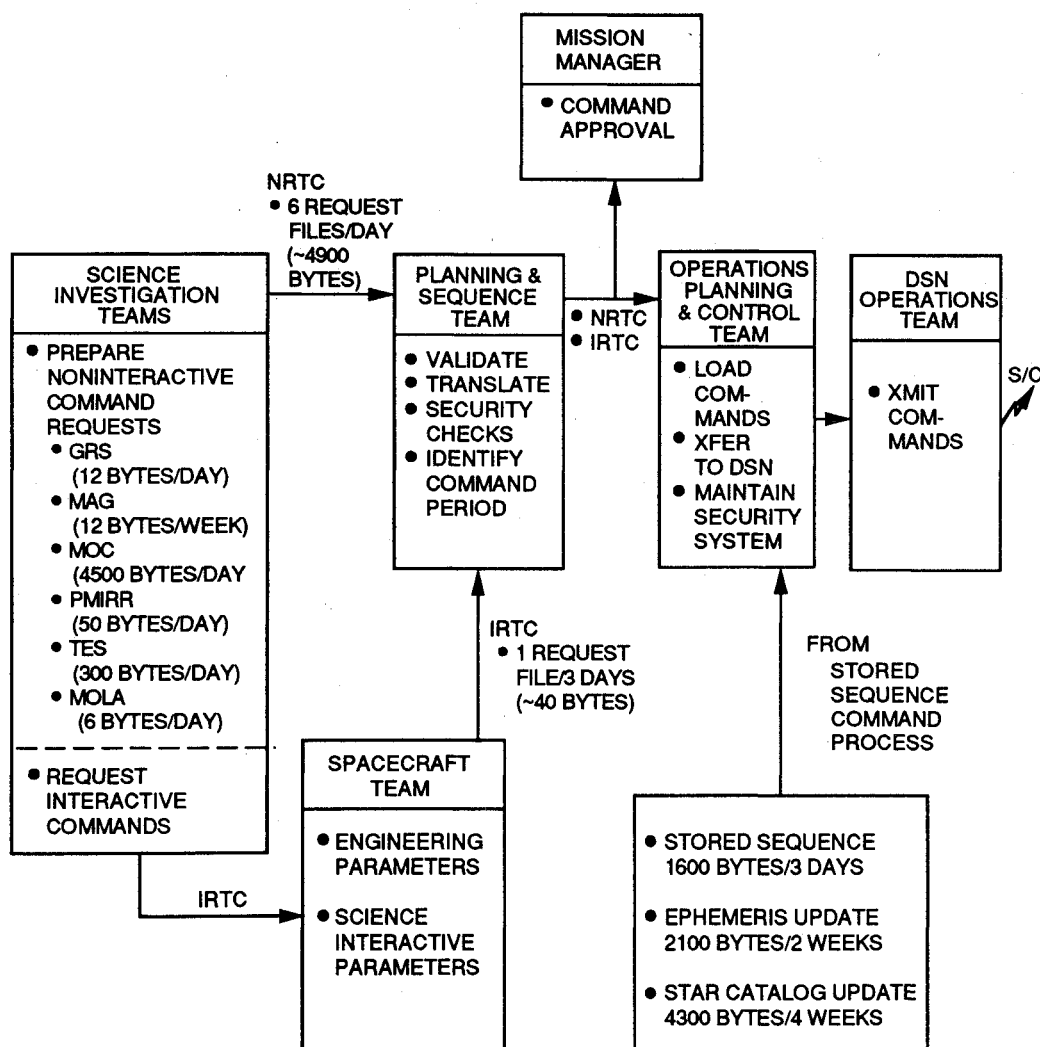 MISSION
MANAGER
• COMMAND
APPROVAL
NRTC
• 6 REQUEST
FILES/DAY
(~4900
BYTES)
SCIENCE
INVESTIGATION
TEAMS
• PREPARE
NONINTERACTIVE
COMMAND
REQUESTS
• GRS
(12 BYTES/DAY)
• MAG
(12 BYTES/WEEK)
• MOC
(4500 BYTES/DAY
• PMIRR
(50 BYTES/DAY)
• TES
(300 BYTES/DAY)
• MOLA
(6 BYTES/DAY)
• REQUEST
INTERACTIVE
COMMANDS
PLANNING &
SEQUENCE
TEAM
• VALIDATE
• TRANSLATE
• SECURITY
CHECKS
• IDENTIFY
COMMAND
PERIOD
• NRTC
• IRTC
OPERATIONS
PLANNING
& CONTROL
TEAM
• LOAD
COM-
MANDS
• XFER
TO DSN
• MAINTAIN
SECURITY
SYSTEM
DSN
OPERATIONS
TEAM
• XMIT
COM-
MANDS
S/C
IRTC
• 1 REQUEST
FILE/3 DAYS
(~40 BYTES)
FROM
STORED
SEQUENCE
COMMAND
PROCESS
IRTC
SPACECRAFT
TEAM
• ENGINEERING
PARAMETERS
• SCIENCE
INTERACTIVE
PARAMETERS
• STORED SEQUENCE
1600 BYTES/3 DAYS
• EPHEMERIS UPDATE
2100 BYTES/2 WEEKS
• STAR CATALOG UPDATE
4300 BYTES/4 WEEKS